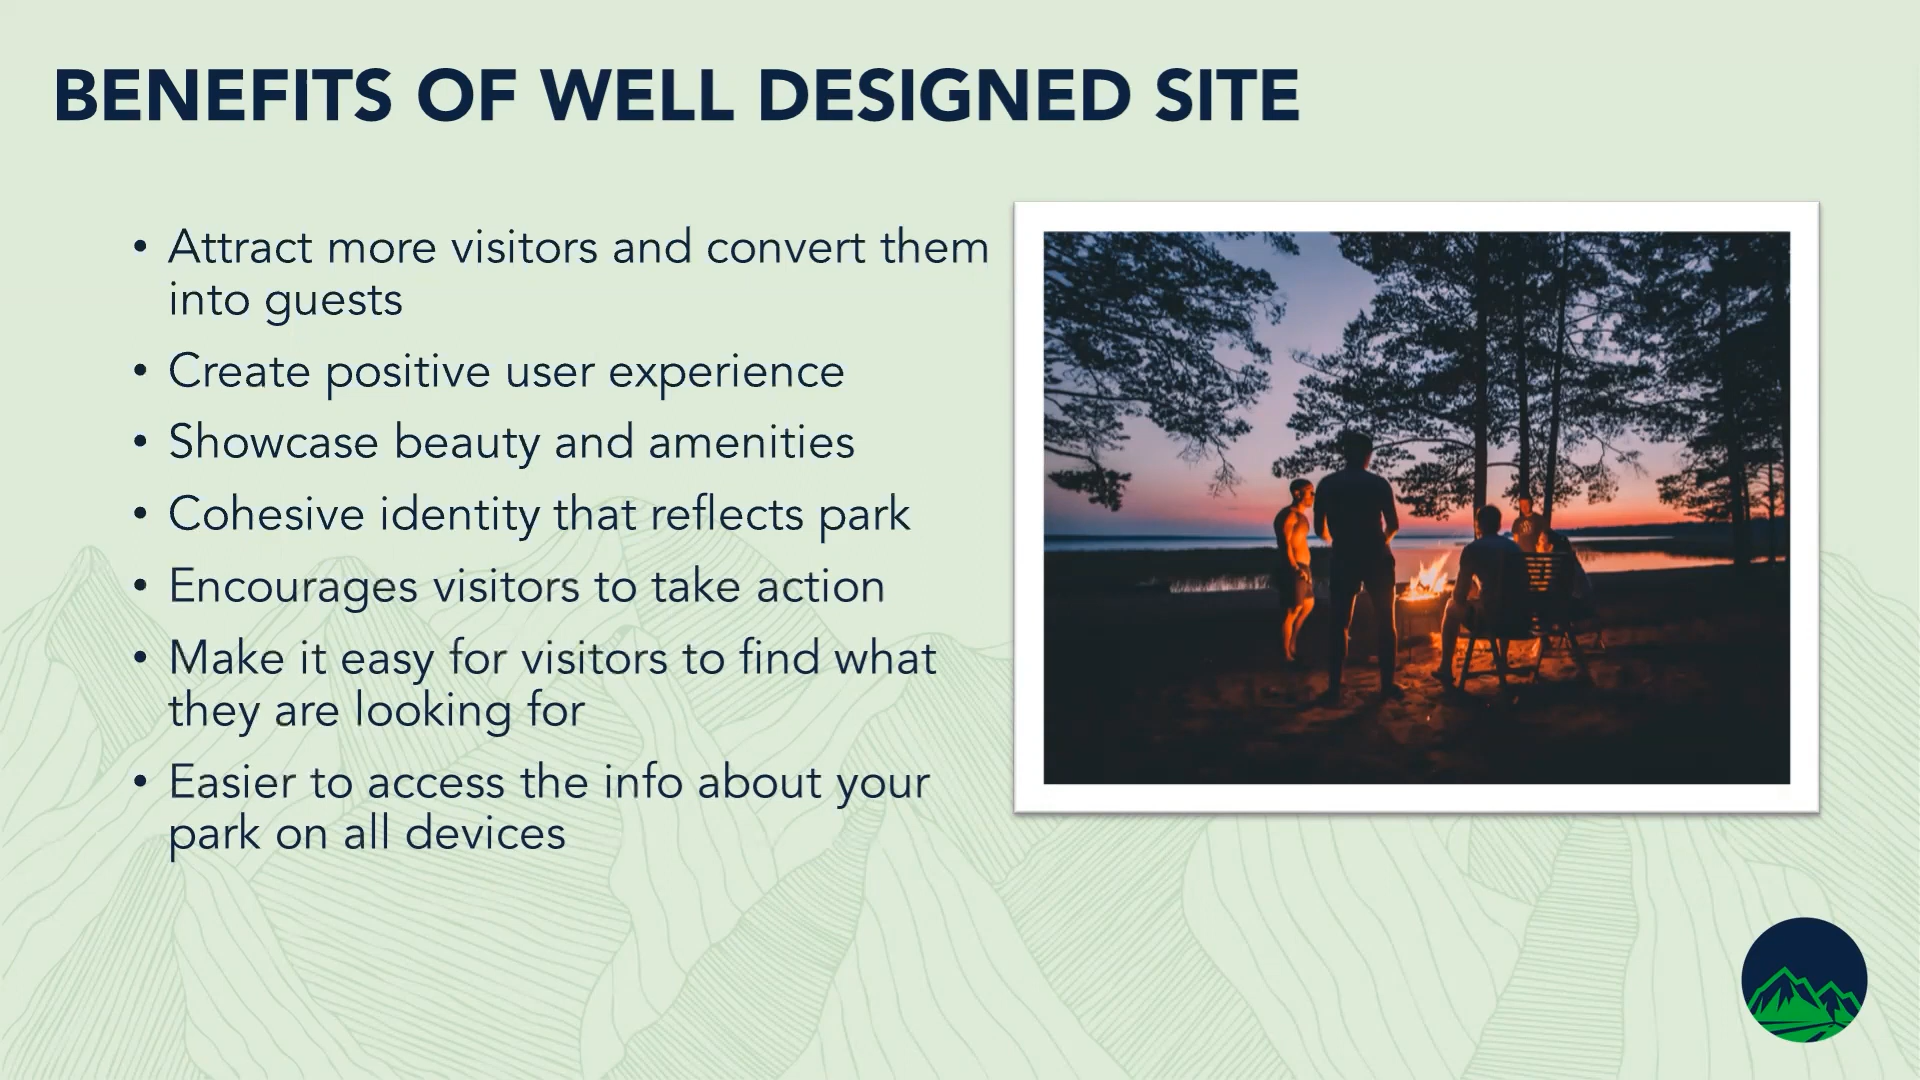 BENEFITS OF WELL DESIGNED SITE
• Attract more visitors and convert them
into guests
• Create positive user experience
• Showcase beauty and amenities
• Cohesive identity that reflects park
• Encourages visitors to take action
• Make it easy for visitors to find what
they are looking for
• Easier to access the info about your
park on all devices